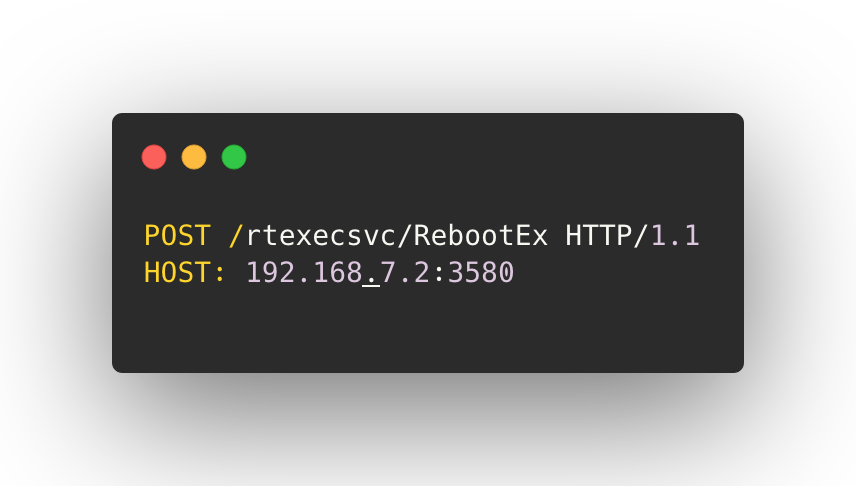 POST /rtexecsvc/RebootEx HTTP/1.1
HOST: 192.168.7.2:3580